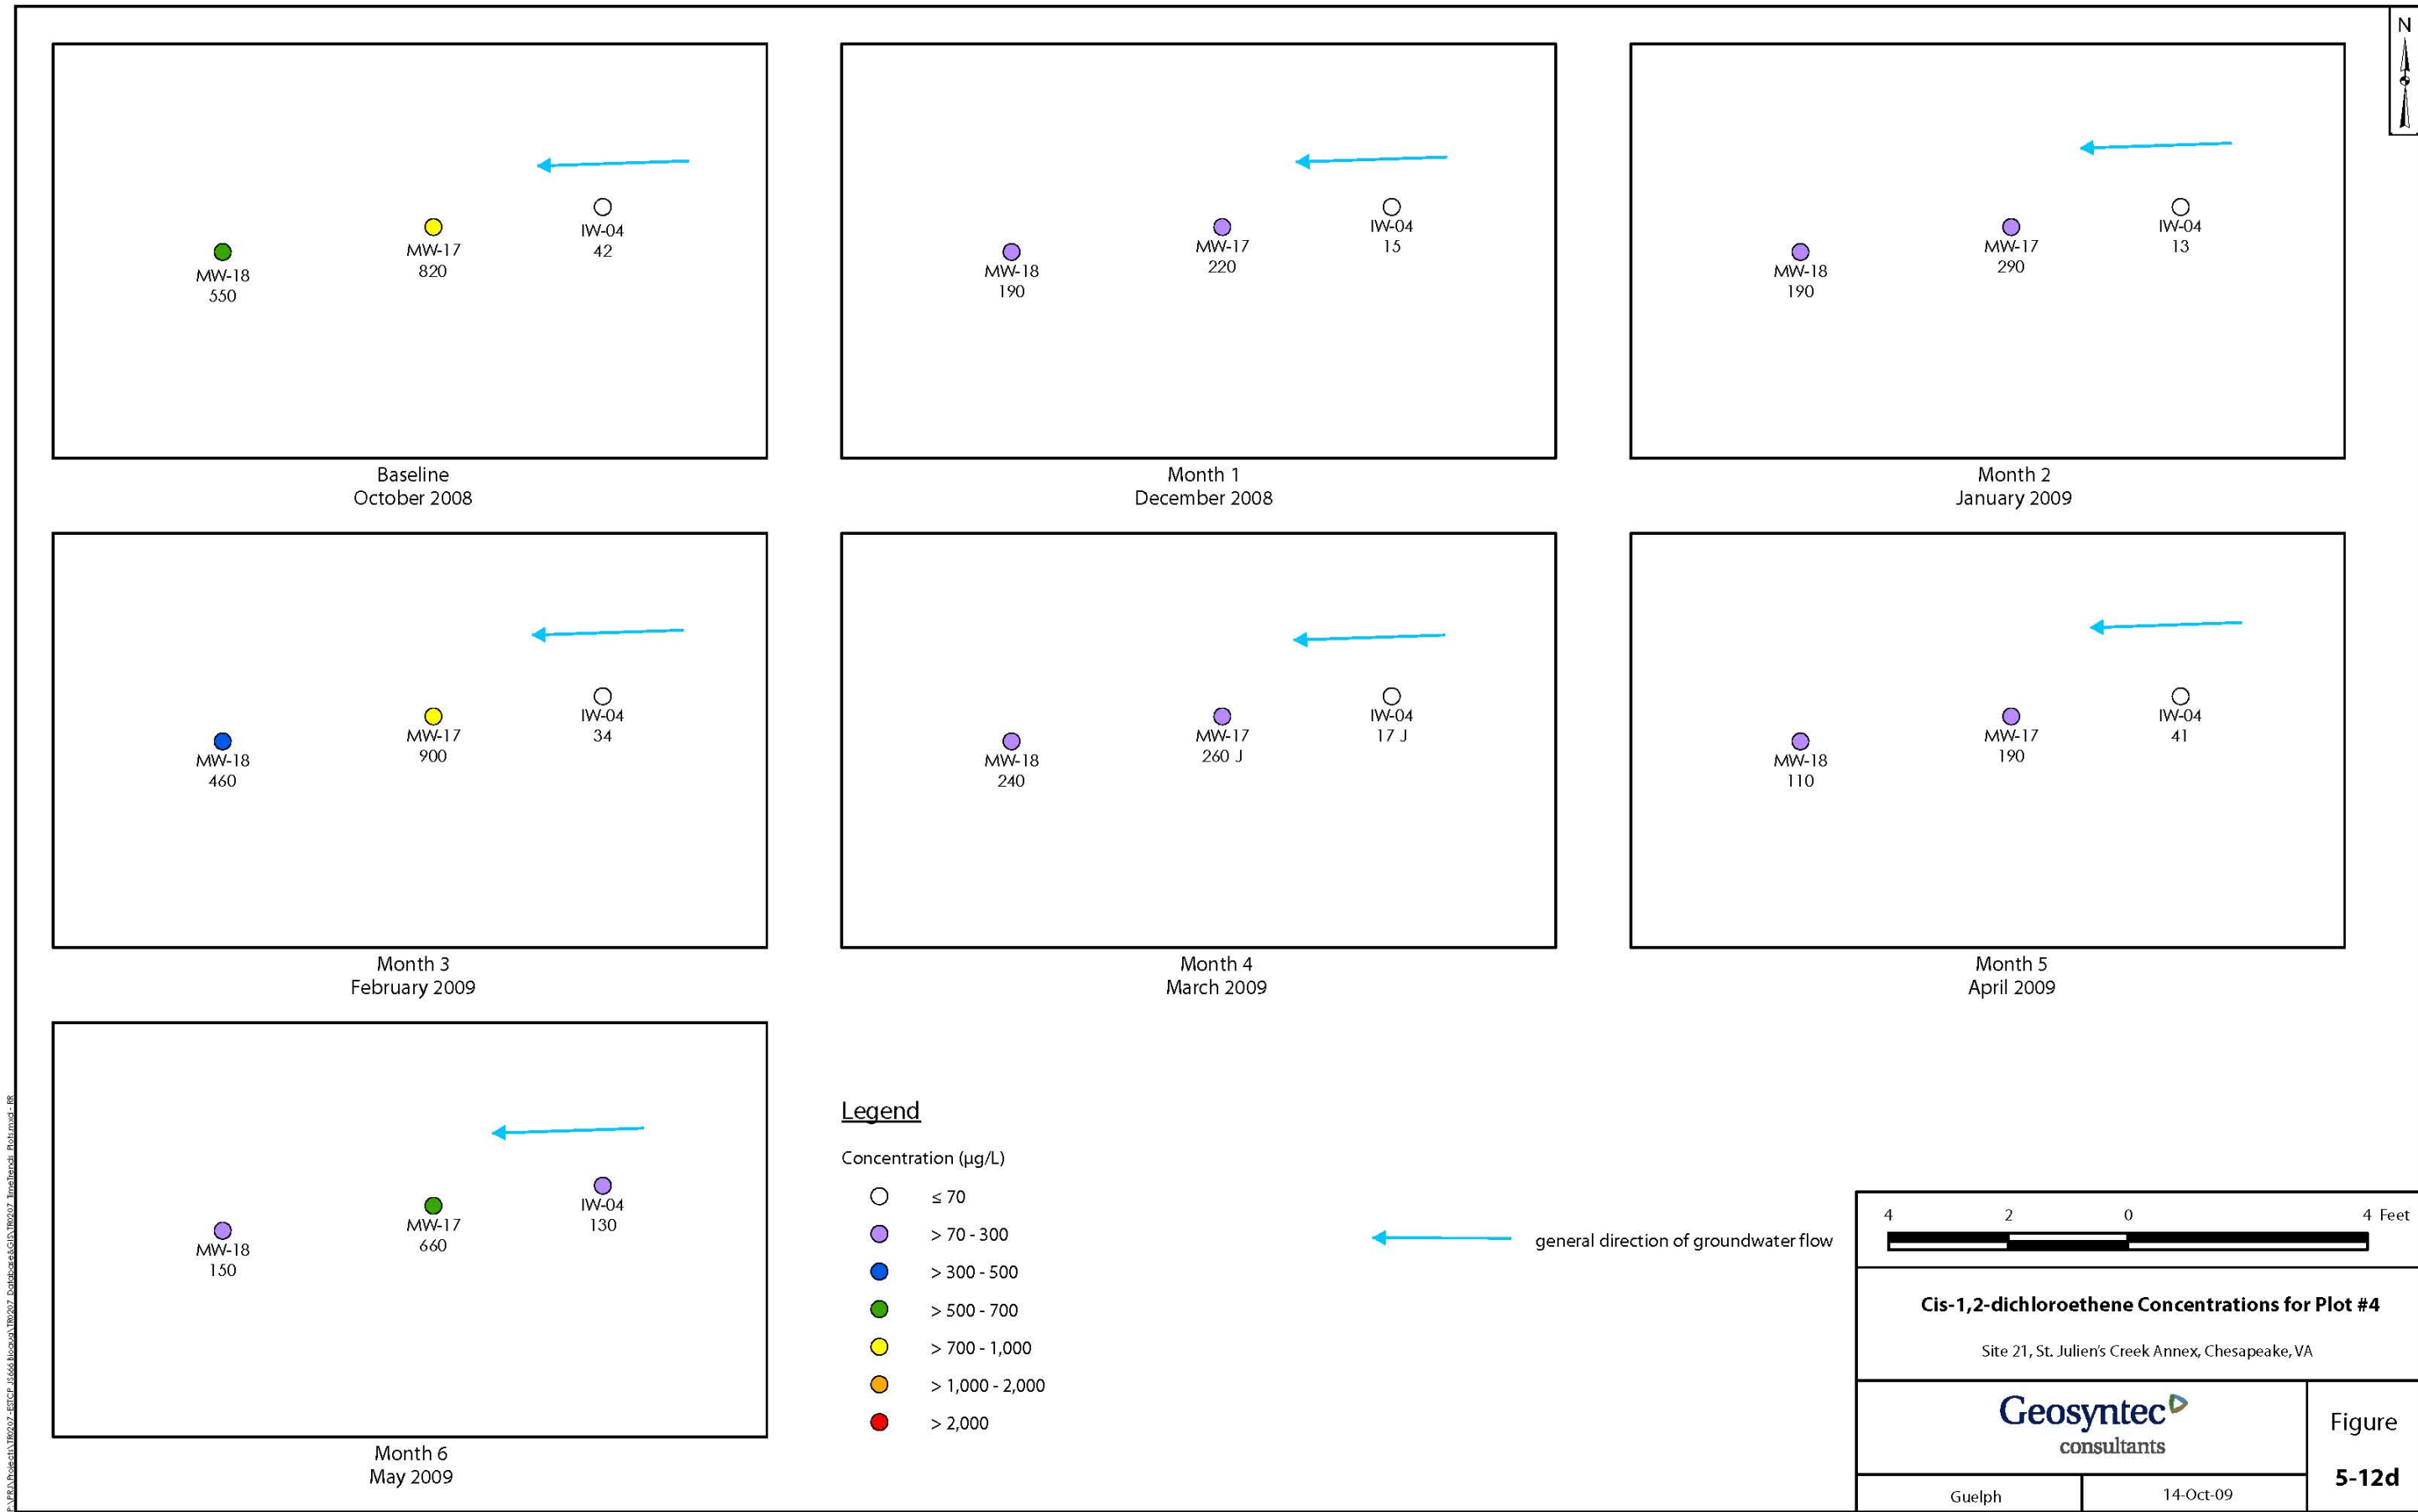 N
IW-04
42
MW-17
820
MW-18
550
Baseline
October 2008
IW-04
15
MW-17
220
MW-18
190
Month 1
December 2008
IW-04
13
MW-17
290
MW-18
190
Month 2
January 2009
IW-04
34
MW-17
900
MW-18
460
Month 3
February 2009
IW-04
17 J
MW-17
260 J
MW-18
240
Month 4
March 2009
IW-04
41
MW-17
190
MW-18
110
Month 5
April 2009
IW-04
130
MW-17
660
MW-18
150
Month 6
May 2009
Legend
Concentration (µg/L)
≤ 70
> 70 - 300
> 300 - 500
> 500 - 700
> 700 - 1,000
> 1,000 - 2,000
> 2,000
general direction of groundwater flow
4 2 0 4 Feet
Cis-1,2-dichloroethene Concentrations for Plot #4
Site 21, St. Julien's Creek Annex, Chesapeake, VA
Geosyntec
consultants
Figure
5-12d
Guelph
14-Oct-09